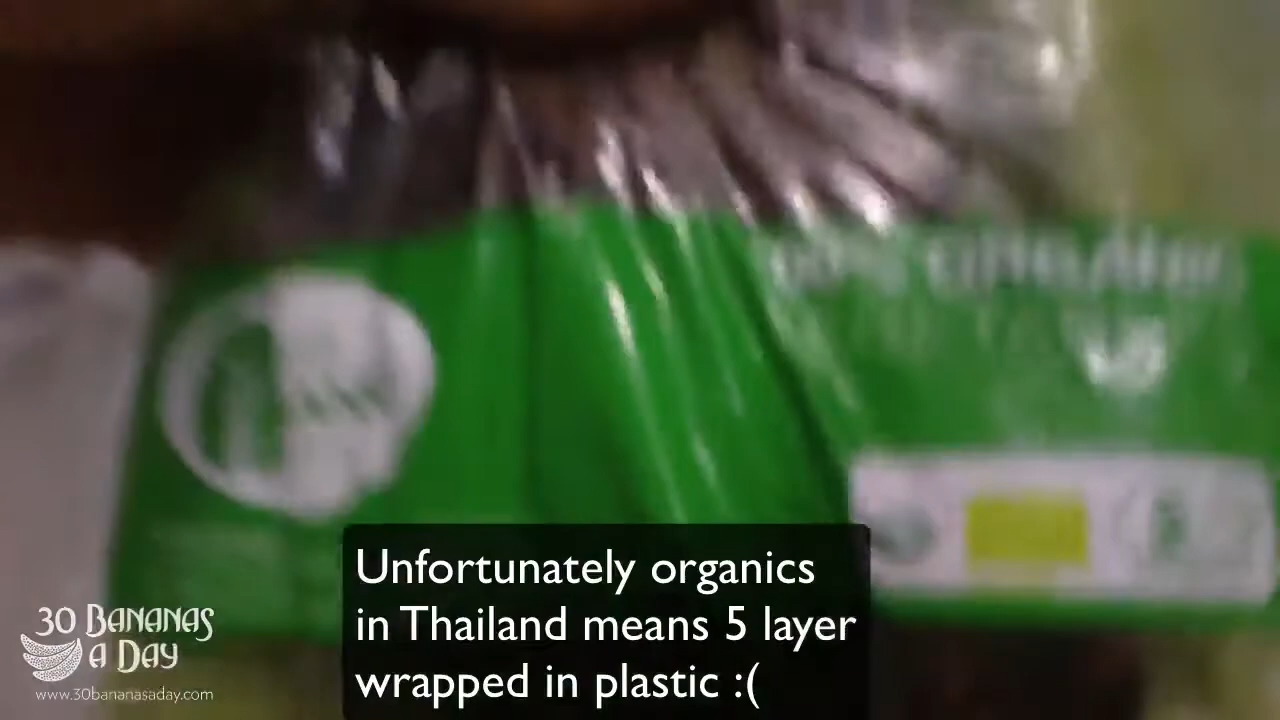 Unfortunately organics
in Thailand means 5 layer
wrapped in plastic :(
30 BANANAS
A DAY
www.30bananasaday.com